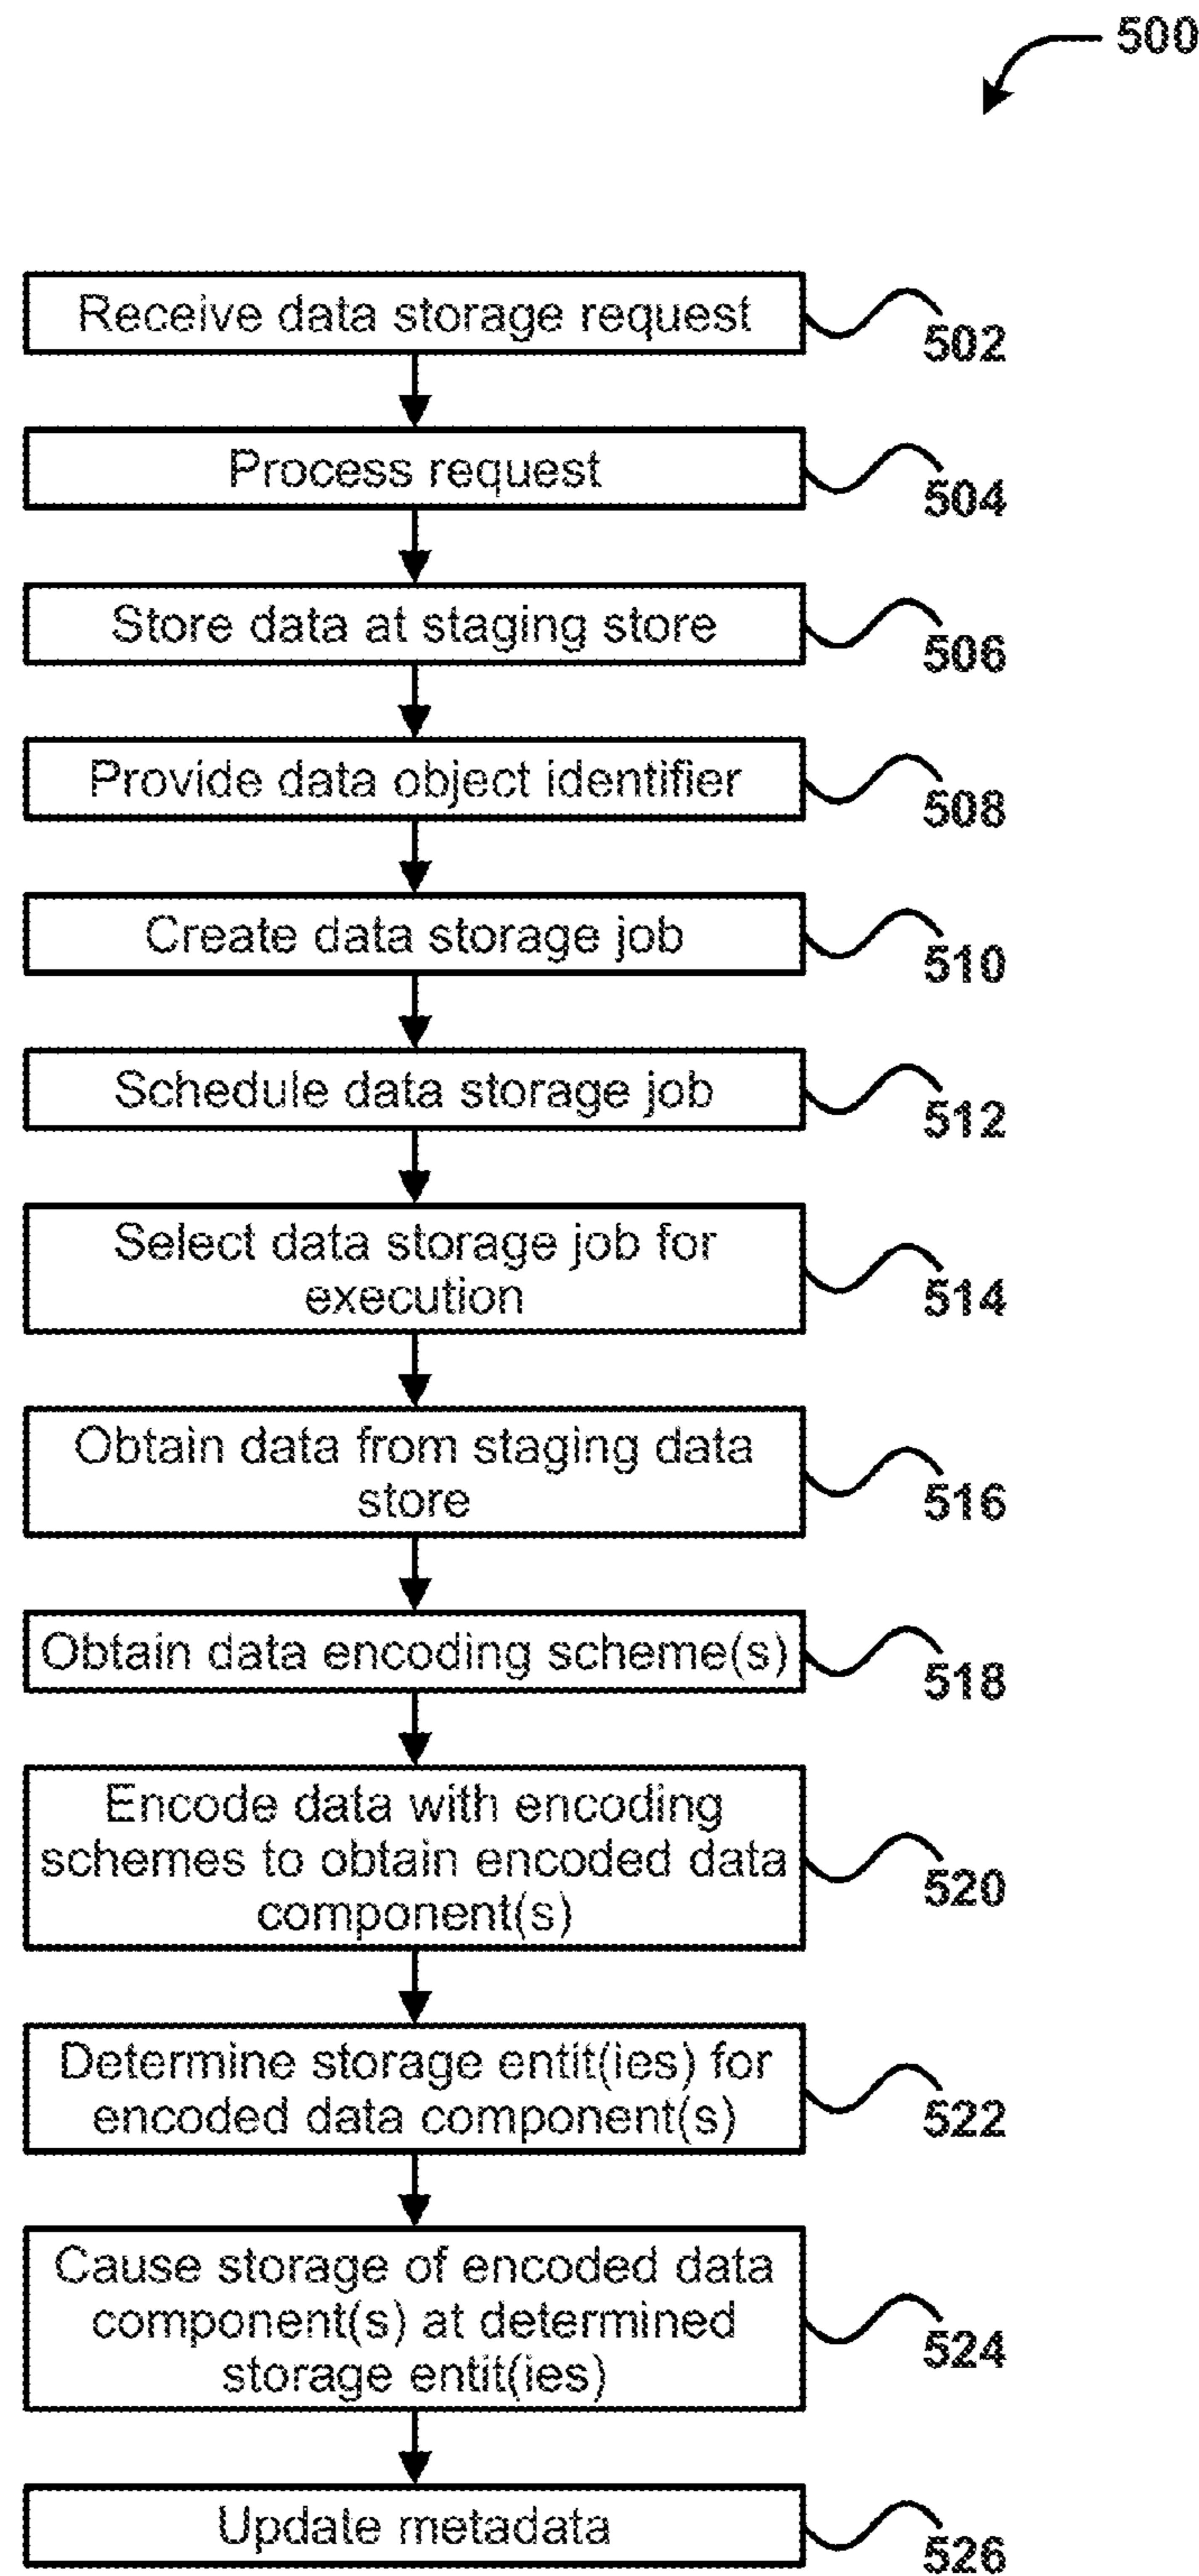 500
Receive data storage request
502
Process request
504
Store data at staging store
506
Provide data object identifier
508
Create data storage job
510
Schedule data storage job
512
Select data storage job for
execution
514
Obtain data from staging data
store
516
Obtain data encoding scheme(s)
518
Encode data with encoding
schemes to obtain encoded data
component(s)
520
Determine storage entit(ies) for
encoded data component(s)
522
Cause storage of encoded data
component(s) at determined
storage entit(ies)
524
Update metadata
526